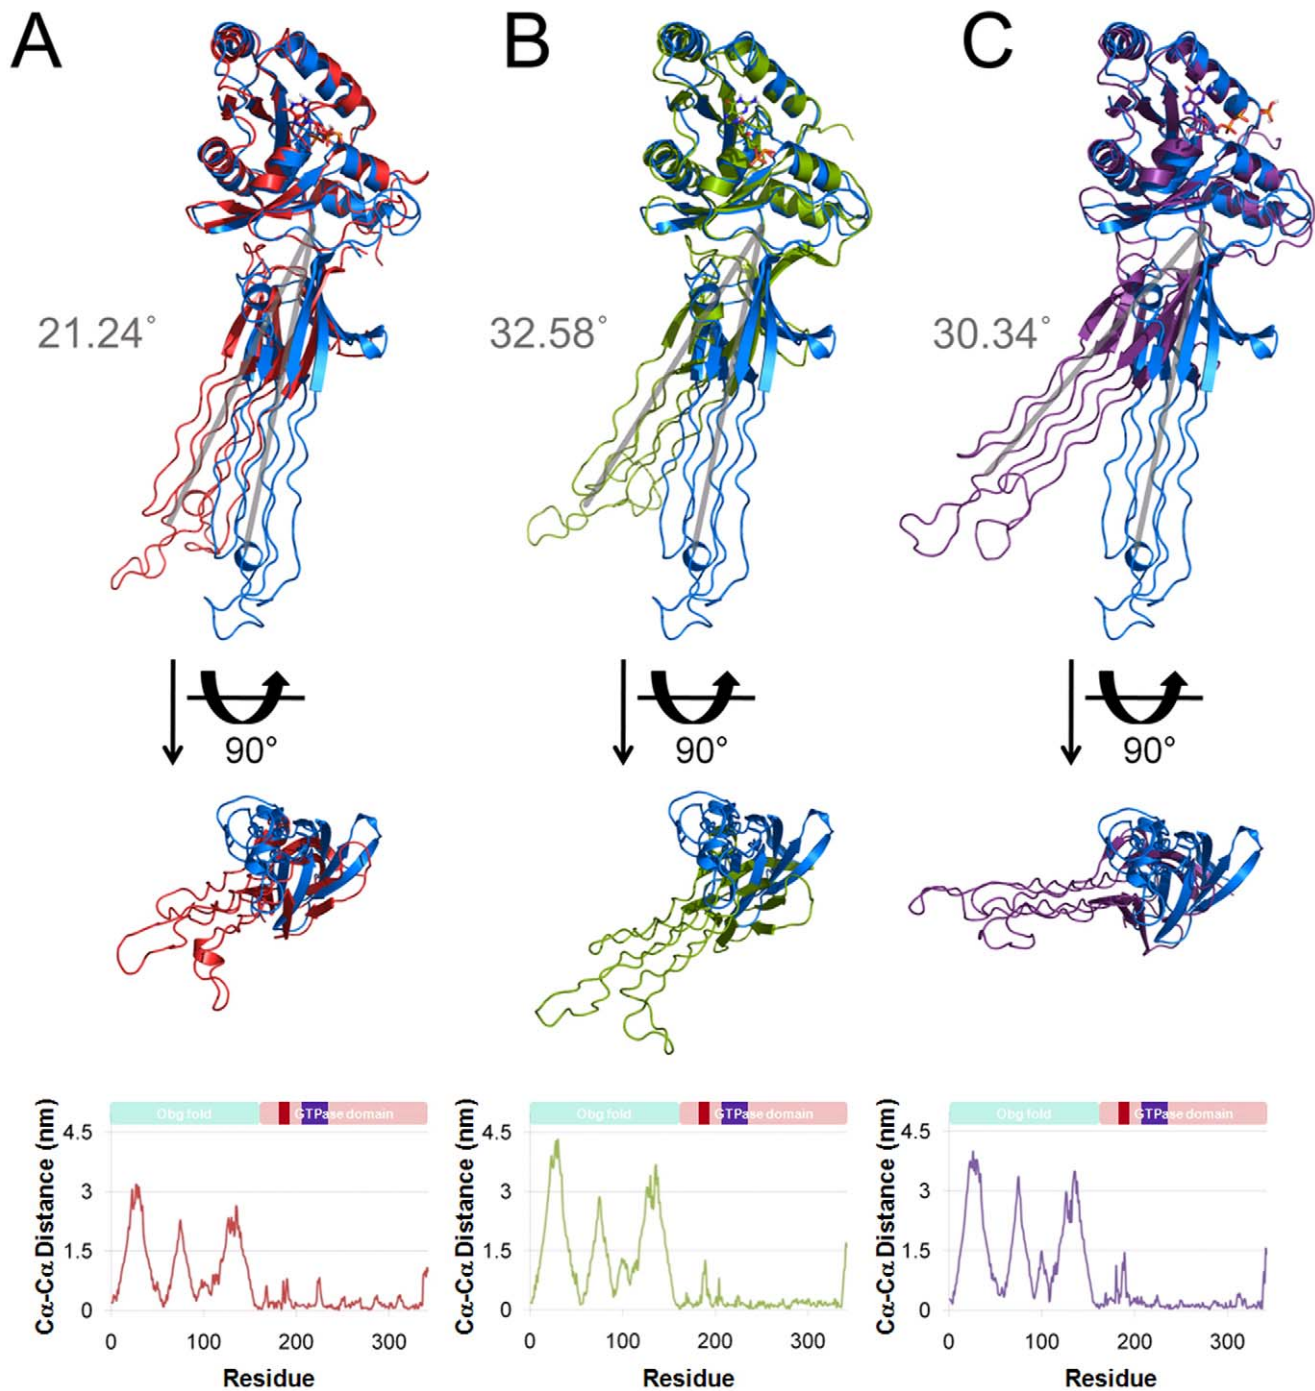 A
B
C
21.24°
32.58°
30.34°
90°
90°
90°
Obg fold
GTPase domain
Cα-Cα Distance (nm)
4.5
3
1.5
0
0
100
200
300
Residue
Obg fold
GTPase domain
Cα-Cα Distance (nm)
4.5
3
1.5
0
0
100
200
300
Residue
Obg fold
GTPase domain
Cα-Cα Distance (nm)
4.5
3
1.5
0
0
100
200
300
Residue